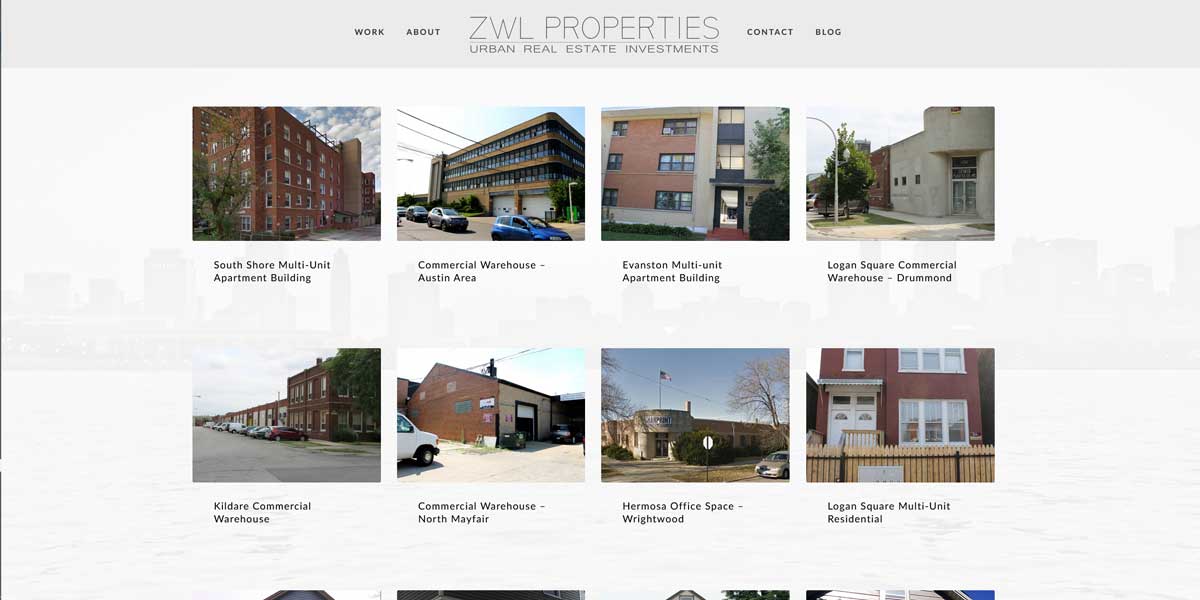 WORK ABOUT ZWL PROPERTIES CONTACT BLOG
URBAN REAL ESTATE INVESTMENTS
South Shore Multi-Unit
Apartment Building
Commercial Warehouse –
Austin Area
Evanston Multi-unit
Apartment Building
Logan Square Commercial
Warehouse – Drummond
Kildare Commercial
Warehouse
Commercial Warehouse –
North Mayfair
Hermosa Office Space –
Wrightwood
Logan Square Multi-Unit
Residential